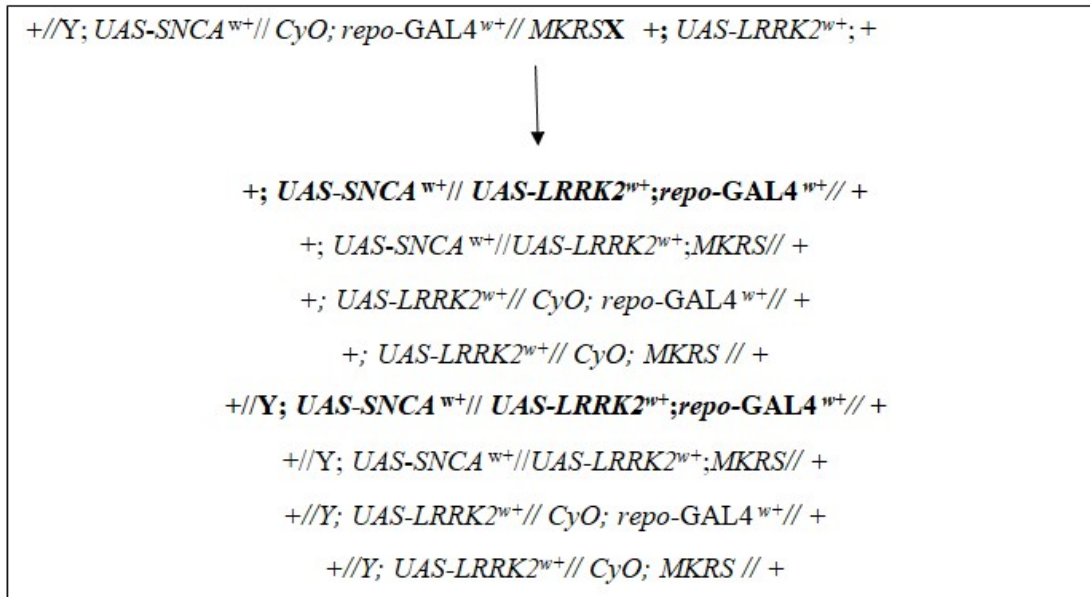 +//Y; UAS-SNCA w+// CyO; repo-GAL4 w+// MKRSX +; UAS-LRRK2w+; +
+; UAS-SNCA w+// UAS-LRRK2w+;repo-GAL4 w+// +
+; UAS-SNCA w+//UAS-LRRK2w+;MKRS// +
+; UAS-LRRK2w+// CyO; repo-GAL4 w+// +
+; UAS-LRRK2w+// CyO; MKRS // +
+//Y; UAS-SNCA w+// UAS-LRRK2w+;repo-GAL4 w+// +
+//Y; UAS-SNCA w+//UAS-LRRK2w+;MKRS// +
+//Y; UAS-LRRK2w+// CyO; repo-GAL4 w+// +
+//Y; UAS-LRRK2w+// CyO; MKRS // +